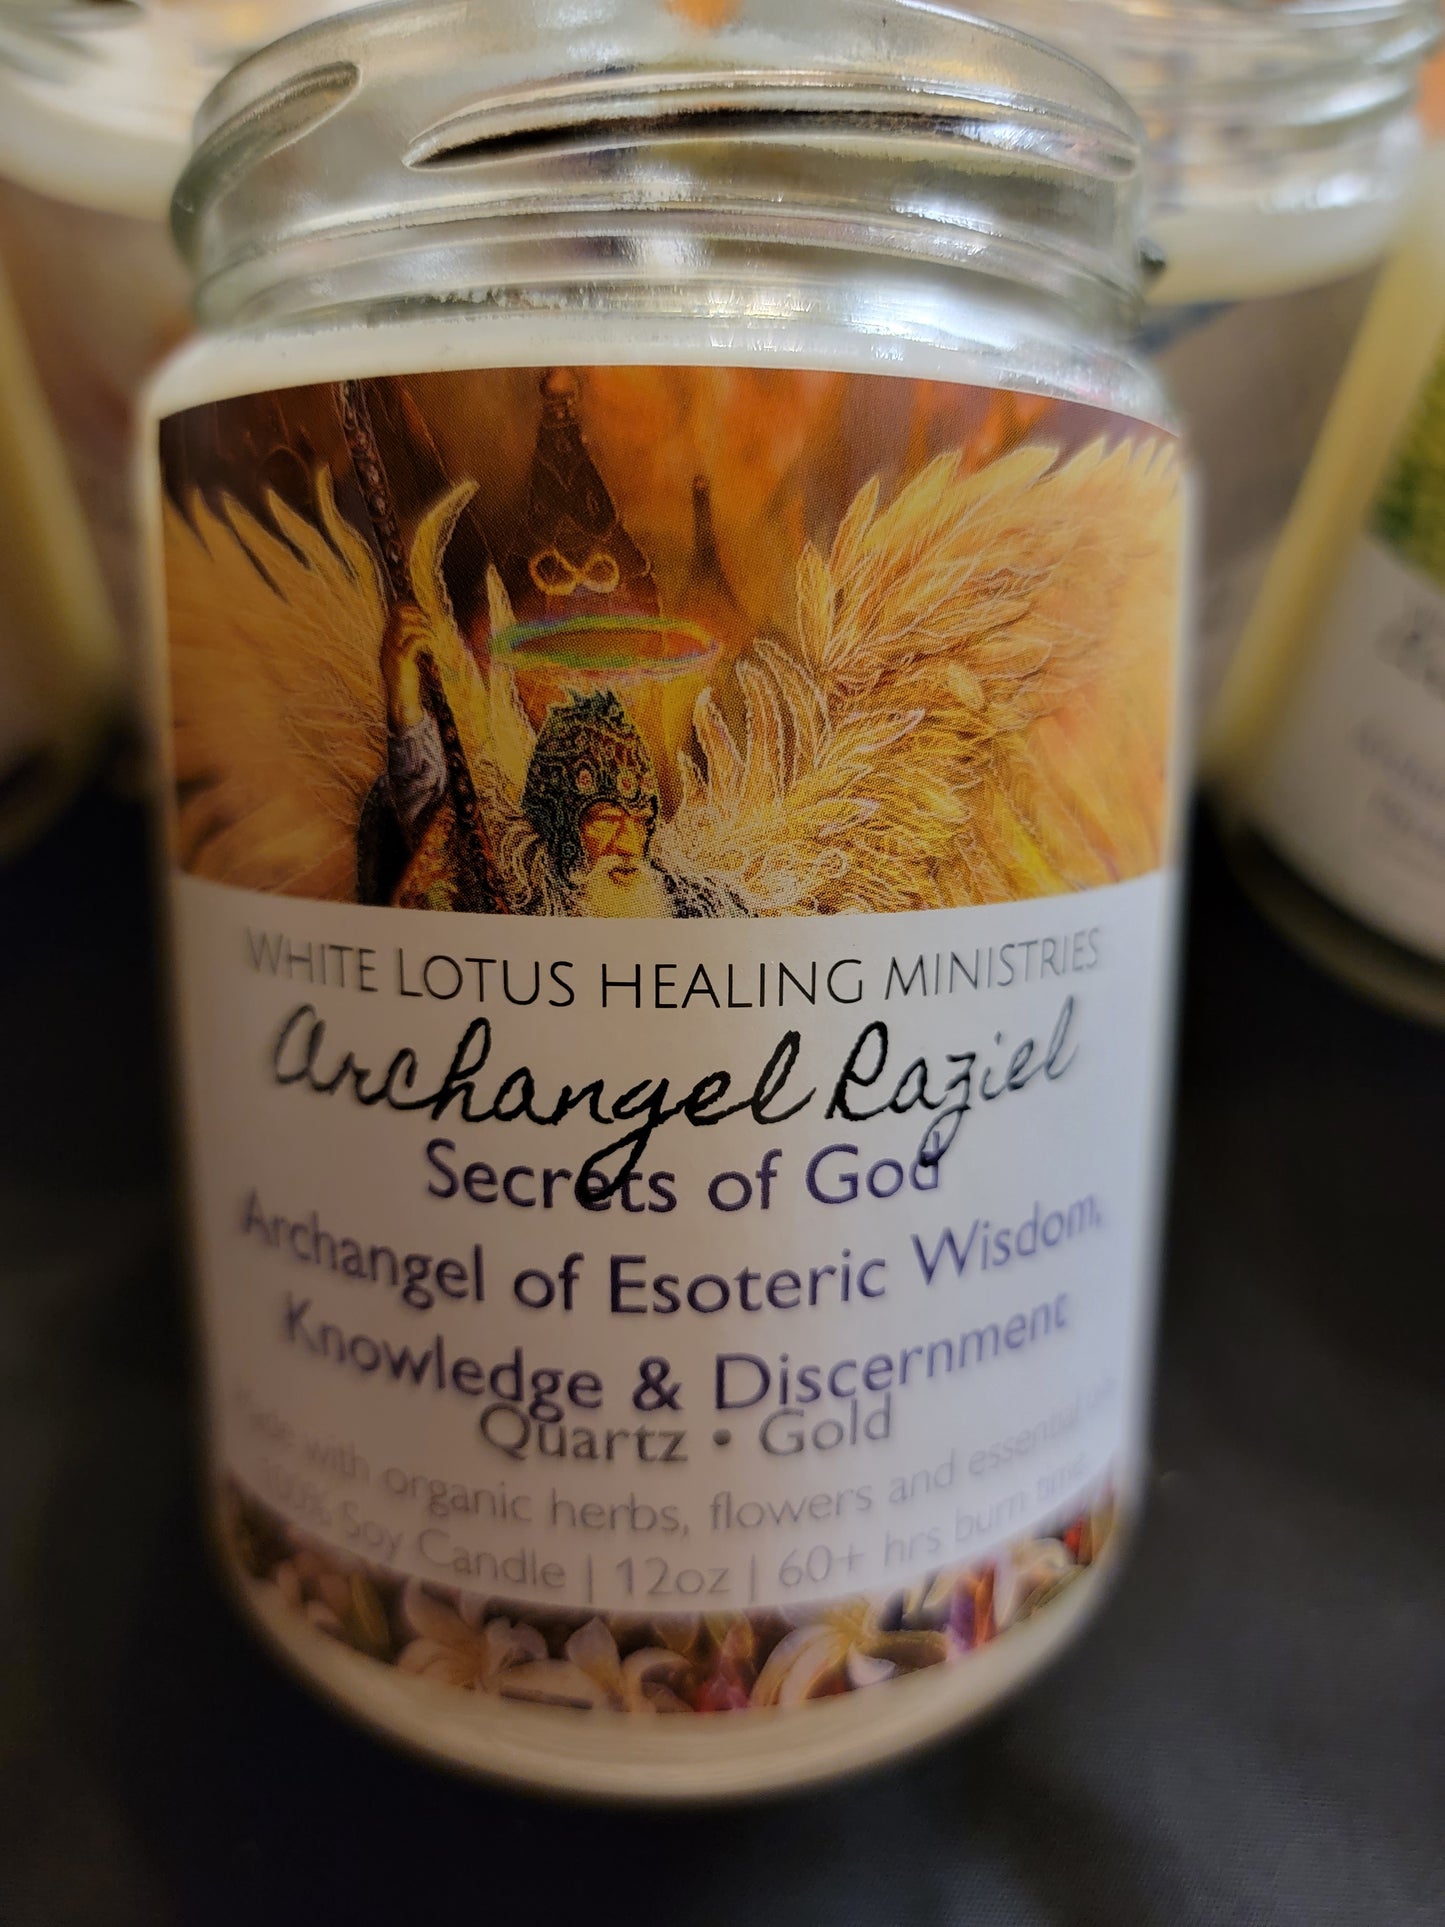 WHITE LOTUS HEALING MINISTRIES
Archangel Raziel
Secrets of God
Archangel of Esoteric Wisdom,
Knowledge & Discernment
Quartz • Gold
Made with organic herbs, flowers and essential oils
100% Soy Candle | 12oz | 60+ hrs burn time